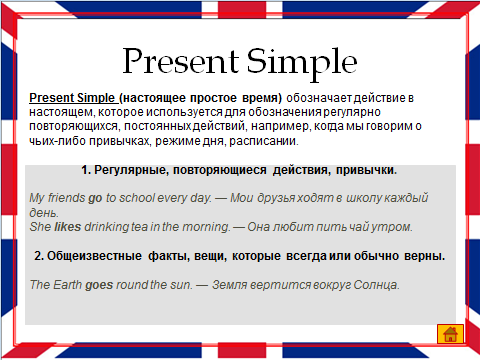 Present Simple
Present Simple (настоящее простое время) обозначает действие в
настоящем, которое используется для обозначения регулярно
повторяющихся, постоянных действий, например, когда мы говорим о
чьих-либо привычках, режиме дня, расписании.
1. Регулярные, повторяющиеся действия, привычки.
My friends go to school every day. — Мои друзья ходят в школу каждый
день.
She likes drinking tea in the morning. — Она любит пить чай утром.
2. Общеизвестные факты, вещи, которые всегда или обычно верны.
The Earth goes round the sun. — Земля вертится вокруг Солнца.